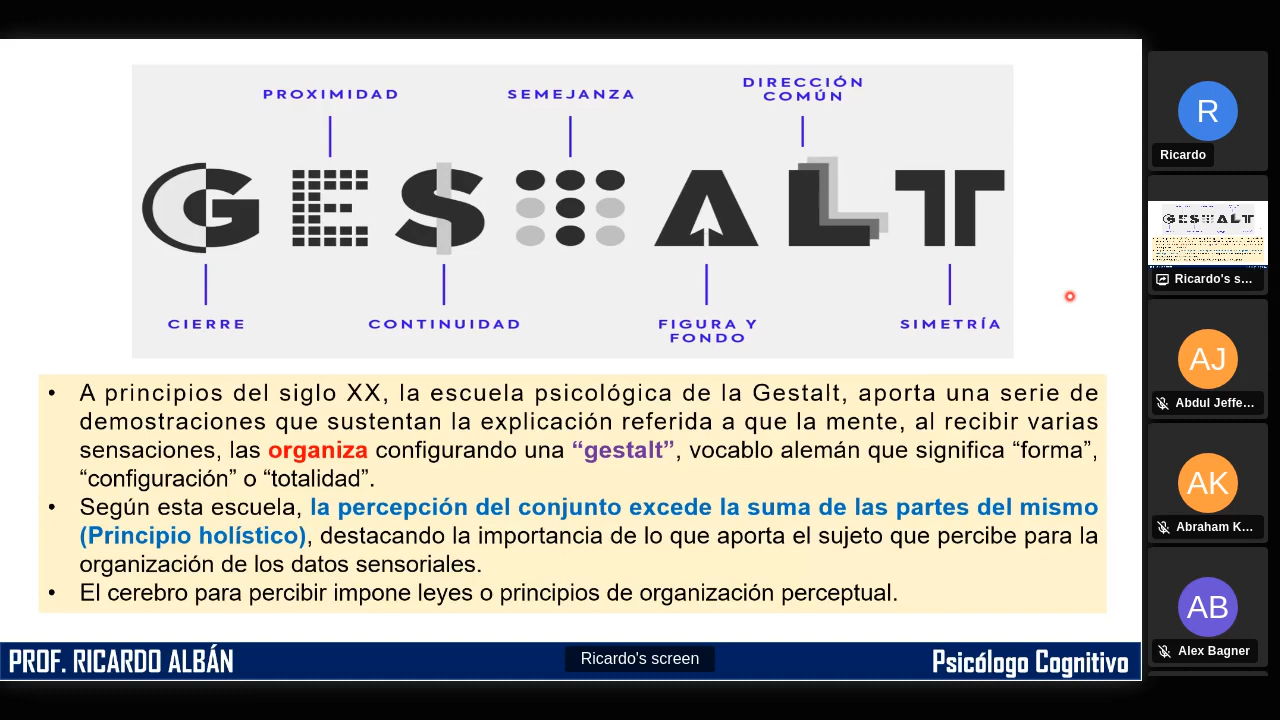 PROXIMIDAD
SEMEJANZA
DIRECCIÓN
COMÚN
GESTALT
CIERRE
CONTINUIDAD
FIGURA Y
FONDO
SIMETRÍA
• A principios del siglo XX, la escuela psicológica de la Gestalt, aporta una serie de
demostraciones que sustentan la explicación referida a que la mente, al recibir varias
sensaciones, las organiza configurando una “gestalt”, vocablo alemán que significa “forma”,
“configuración” o “totalidad”.
• Según esta escuela, la percepción del conjunto excede la suma de las partes del mismo
(Principio holístico), destacando la importancia de lo que aporta el sujeto que percibe para la
organización de los datos sensoriales.
• El cerebro para percibir impone leyes o principios de organización perceptual.
PROF. RICARDO ALBÁN
Ricardo's screen
Psicólogo Cognitivo
R
Ricardo
GESTALT
Ricardo's s...
AJ
Abdul Jeffe...
AK
Abraham K...
AB
Alex Bagner